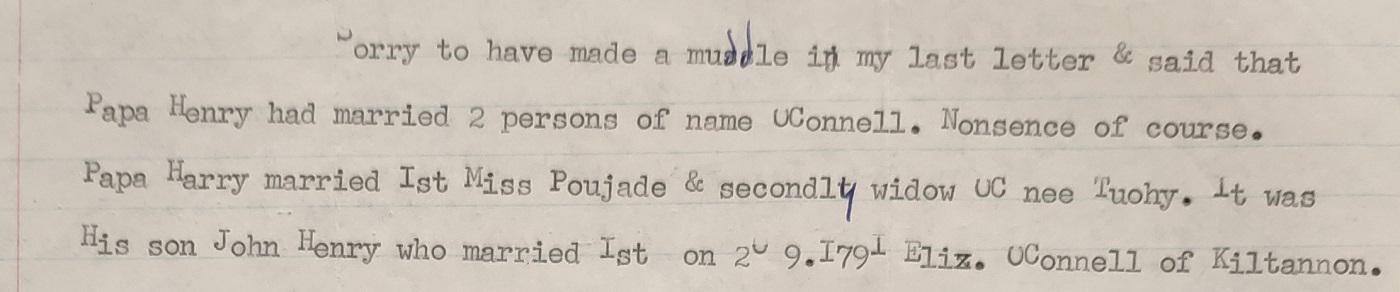 Sorry to have made a muddle in my last letter & said that
Papa Henry had married 2 persons of name OConnell. Nonsence of course.
Papa Harry married Ist Miss Poujade & secondly widow OC nee Tuohy. It was
His son John Henry who married Ist on 20 9.I791 Eliz. OConnell of Kiltannon.